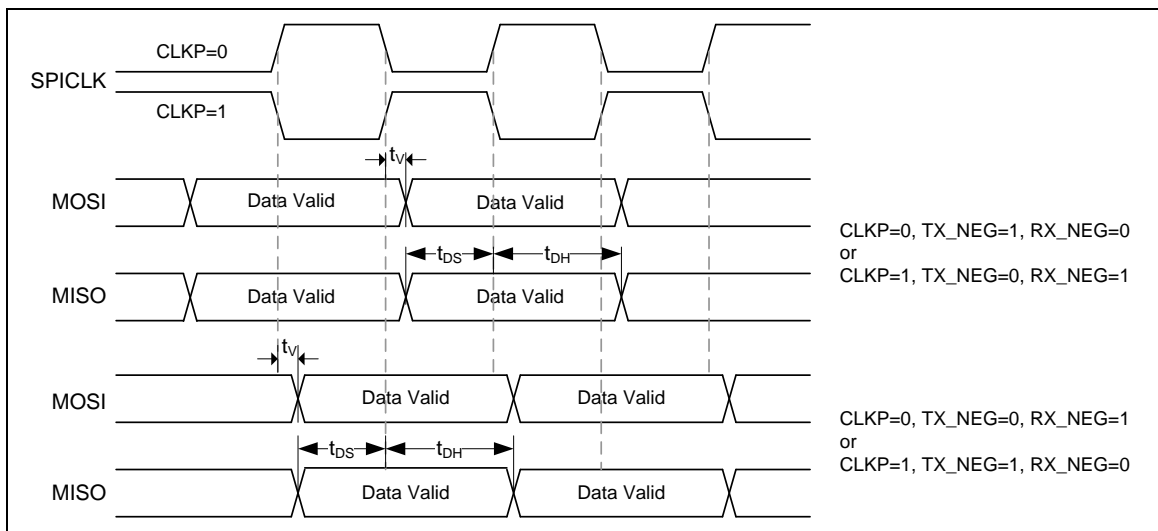 CLKP=0
SPICLK
CLKP=1
tV
MOSI Data Valid Data Valid
CLKP=0, TX_NEG=1, RX_NEG=0
or
CLKP=1, TX_NEG=0, RX_NEG=1
tDS tDH
MISO Data Valid Data Valid
tV
MOSI Data Valid Data Valid
CLKP=0, TX_NEG=0, RX_NEG=1
or
CLKP=1, TX_NEG=1, RX_NEG=0
tDS tDH
MISO Data Valid Data Valid